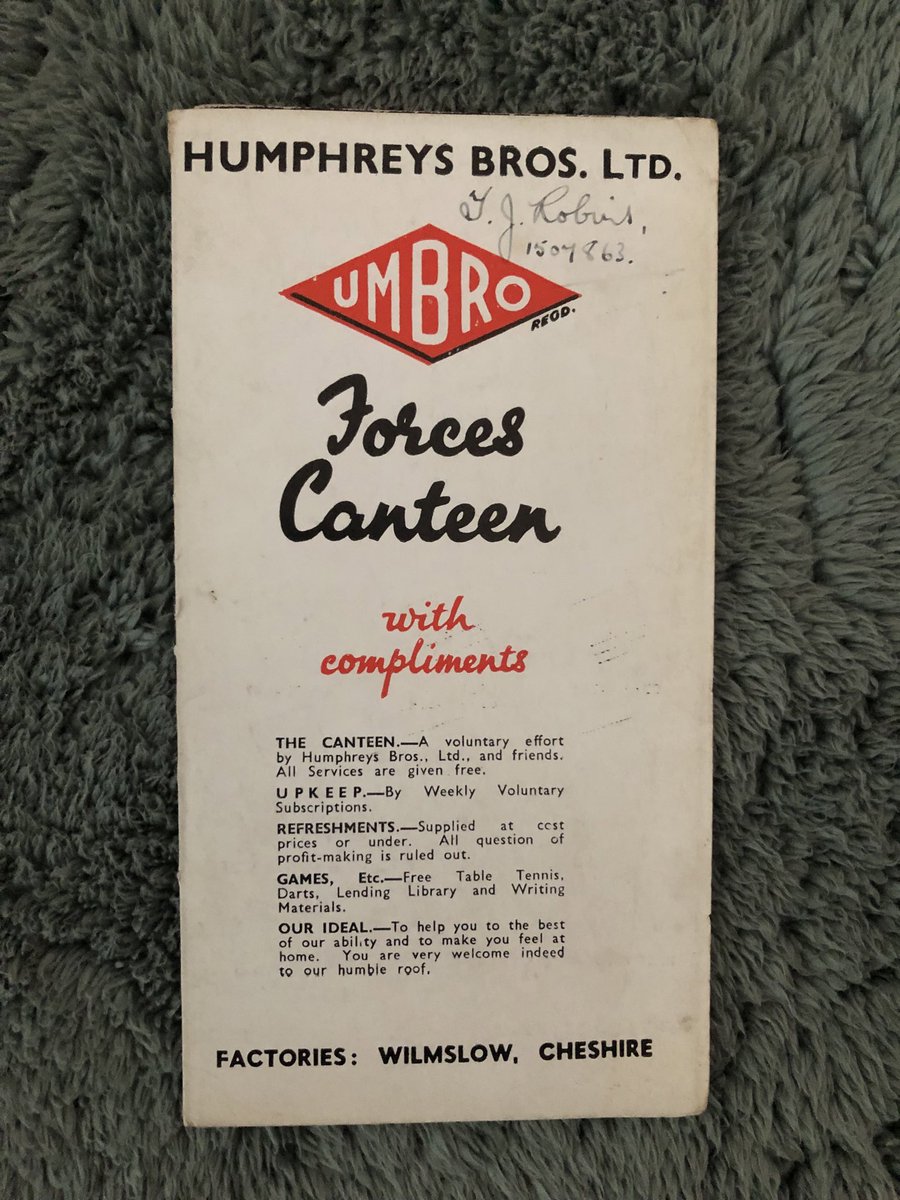 HUMPHREYS BROS. LTD.
T. J. Robins,
1507863.
UMBRO
REGD.
Forces
Canteen
with
compliments
THE CANTEEN.—A voluntary effort
by Humphreys Bros., Ltd., and friends.
All Services are given free.
UPKEEP.—By Weekly Voluntary
Subscriptions.
REFRESHMENTS.—Supplied at cost
prices or under. All question of
profit-making is ruled out.
GAMES, Etc.—Free Table Tennis,
Darts, Lending Library and Writing
Materials.
OUR IDEAL.—To help you to the best
of our ability and to make you feel at
home. You are very welcome indeed
to our humble roof.
FACTORIES: WILMSLOW, CHESHIRE